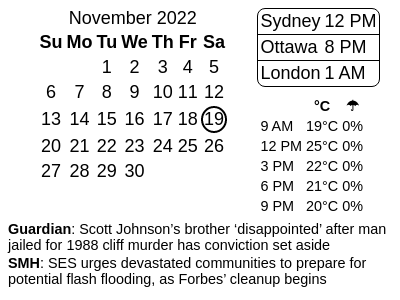 November 2022
Su Mo Tu We Th Fr Sa
1 2 3 4 5
6 7 8 9 10 11 12
13 14 15 16 17 18 19
20 21 22 23 24 25 26
27 28 29 30
Sydney 12 PM
Ottawa 8 PM
London 1 AM
°C ☂
9 AM 19°C 0%
12 PM 25°C 0%
3 PM 22°C 0%
6 PM 21°C 0%
9 PM 20°C 0%
Guardian: Scott Johnson’s brother ‘disappointed’ after man
jailed for 1988 cliff murder has conviction set aside
SMH: SES urges devastated communities to prepare for
potential flash flooding, as Forbes’ cleanup begins